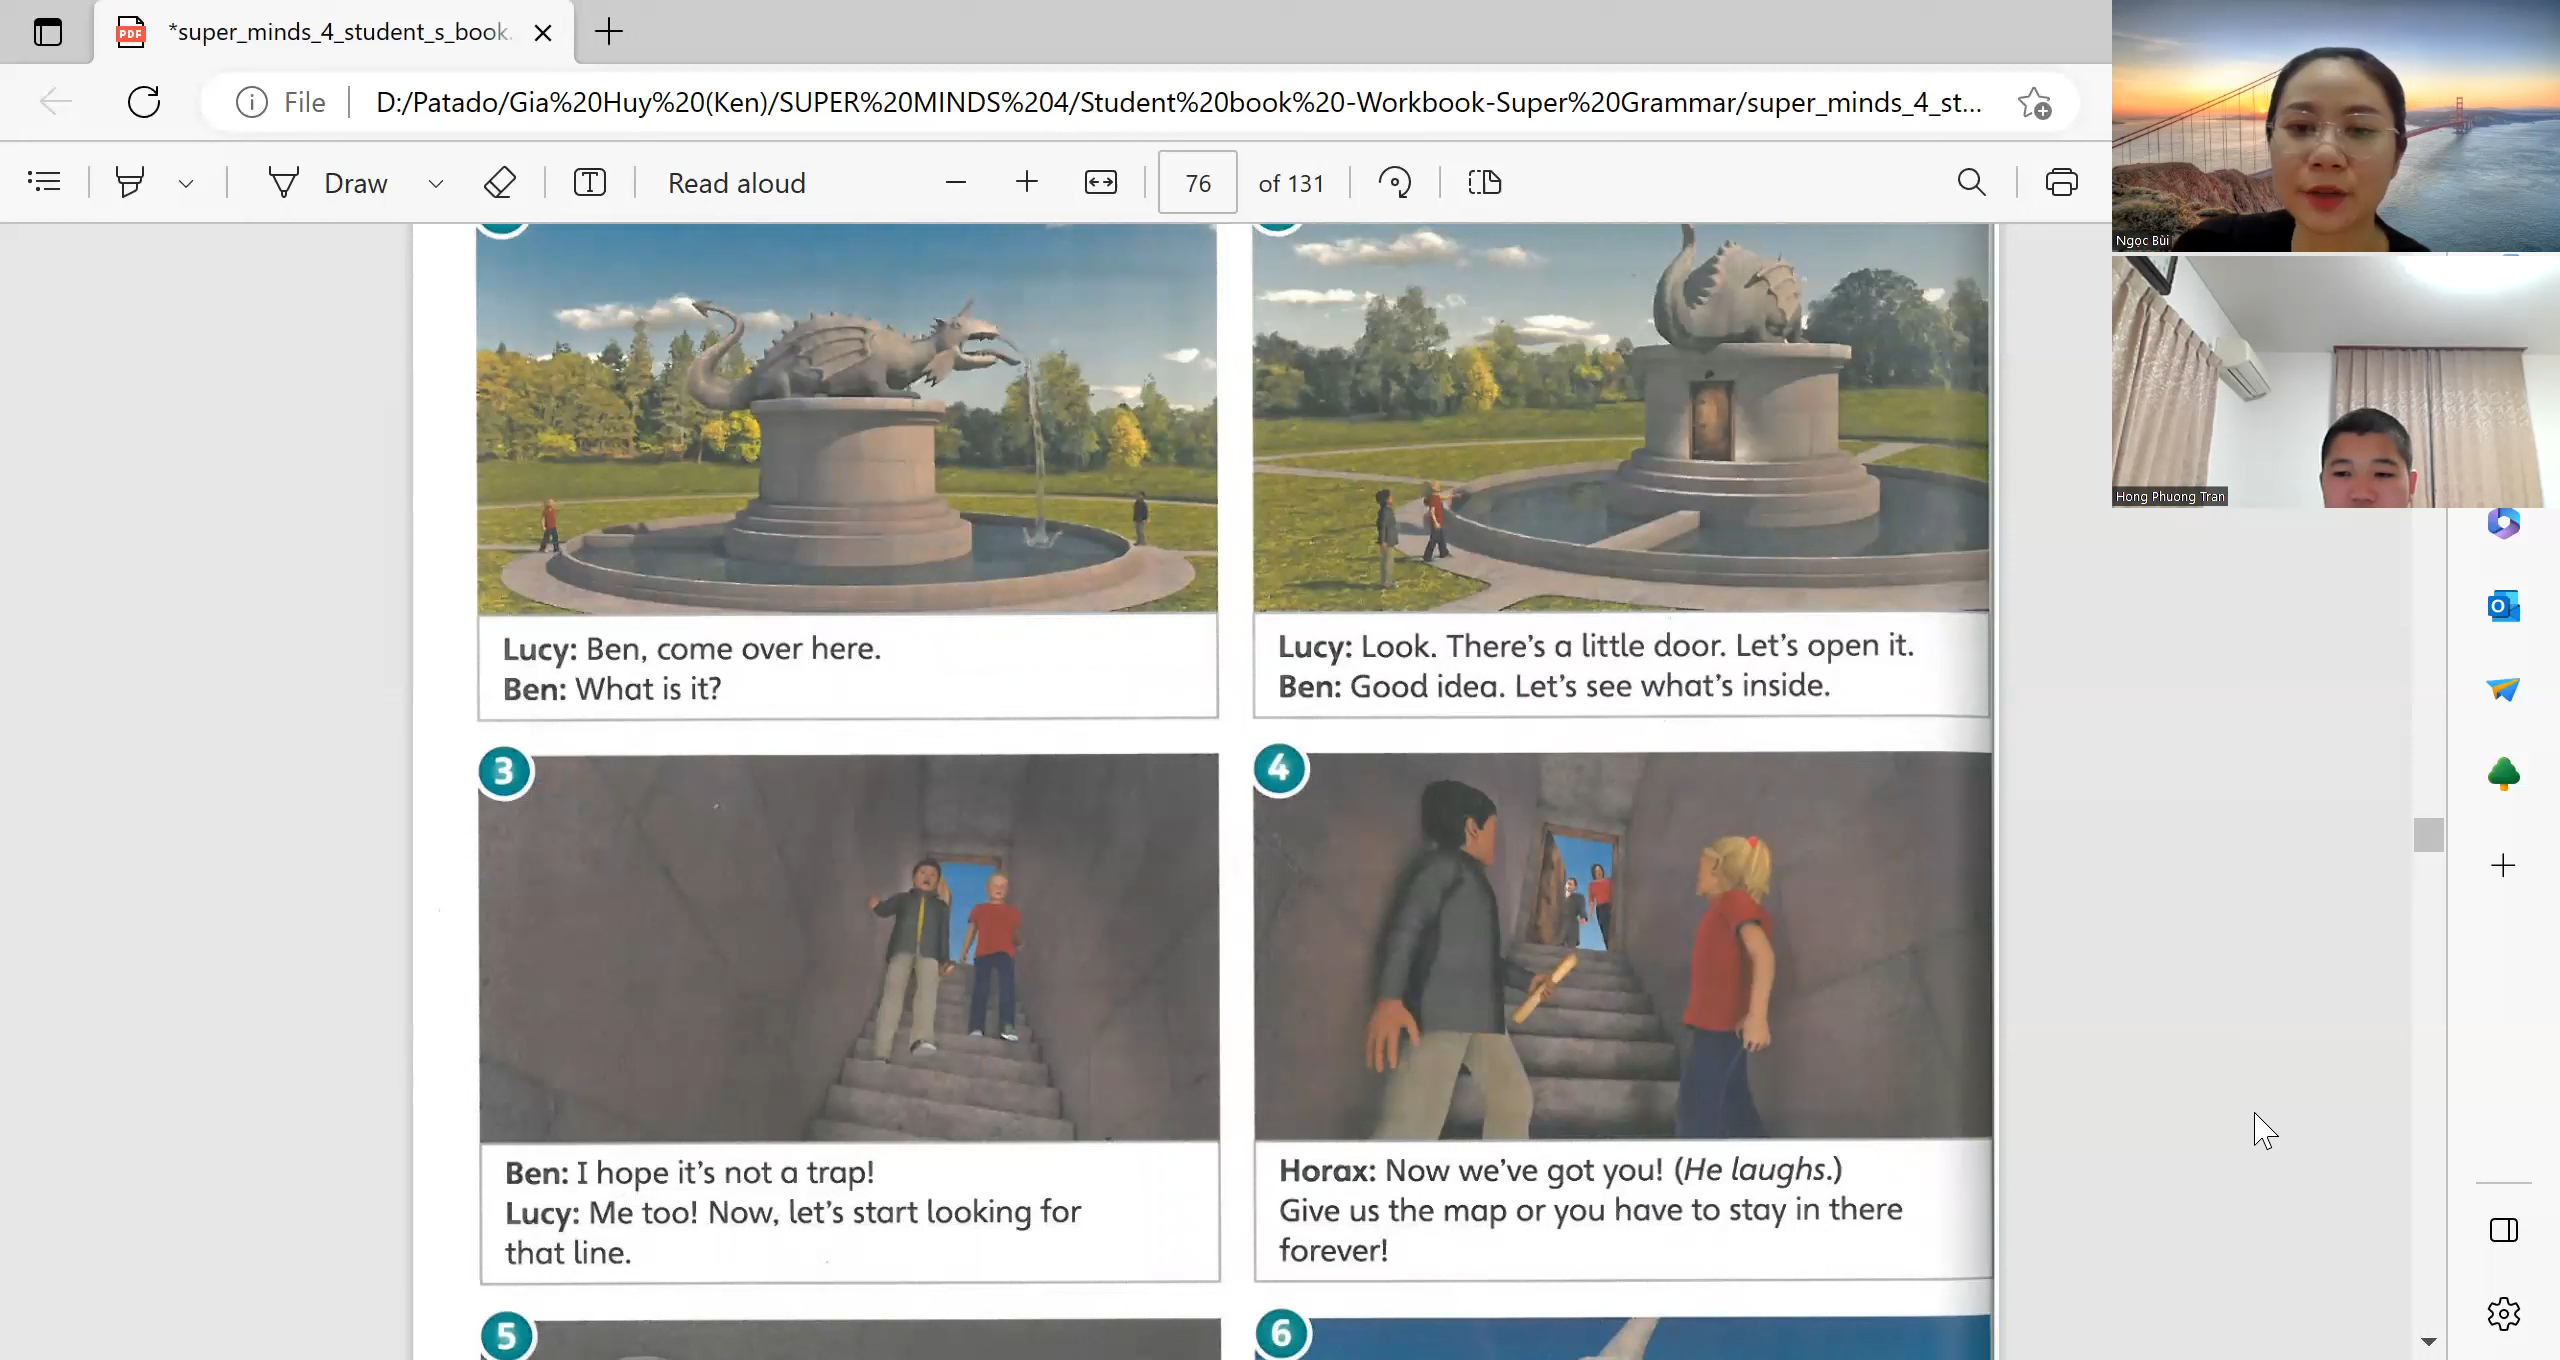 *super_minds_4_student_s_book.
File
D:/Patado/Gia%20Huy%20(Ken)/SUPER%20MINDS%204/Student%20book%20-Workbook-Super%20Grammar/super_minds_4_st...
Draw
Read aloud
76
of 131
Ngọc Bùi
Hong Phuong Tran
Lucy: Ben, come over here.
Ben: What is it?
Lucy: Look. There's a little door. Let's open it.
Ben: Good idea. Let's see what's inside.
3
Ben: I hope it's not a trap!
Lucy: Me too! Now, let's start looking for
that line.
4
Horax: Now we've got you! (He laughs.)
Give us the map or you have to stay in there
forever!
5
6